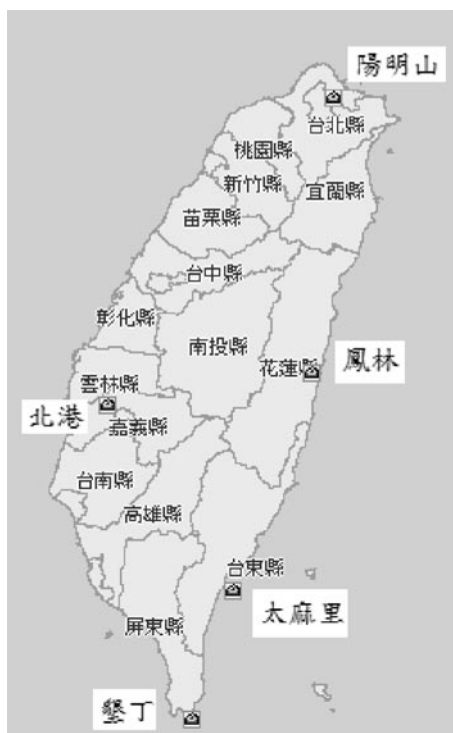 陽明山
台北縣
桃園縣
新竹縣
宜蘭縣
苗栗縣
台中縣
彰化縣
南投縣
花蓮縣
鳳林
雲林縣
北港
嘉義縣
台南縣
高雄縣
台東縣
太麻里
屏東縣
墾丁